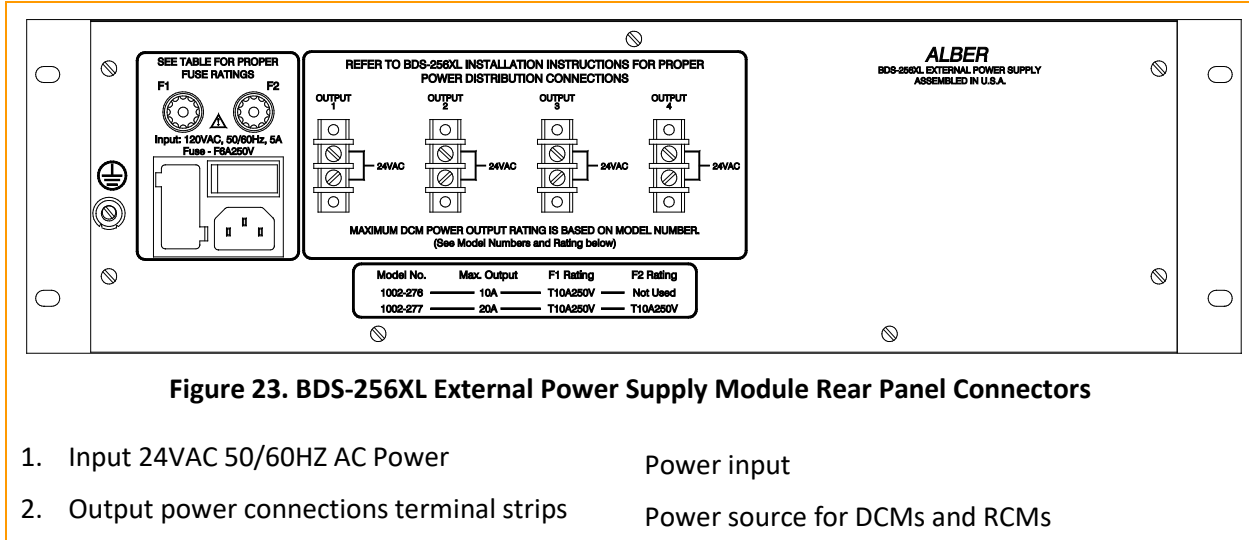 SEE TABLE FOR PROPER
FUSE RATINGS
F1 F2
Input: 120VAC, 50/60Hz, 5A
Fuse - F6A250V
REFER TO BDS-256XL INSTALLATION INSTRUCTIONS FOR PROPER
POWER DISTRIBUTION CONNECTIONS
OUTPUT 1
OUTPUT 2
OUTPUT 3
OUTPUT 4
24VAC
24VAC
24VAC
24VAC
MAXIMUM DCM POWER OUTPUT RATING IS BASED ON MODEL NUMBER.
(See Model Numbers and Rating below)
Model No. Max. Output F1 Rating F2 Rating
1002-276 10A T10A250V Not Used
1002-277 20A T10A250V T10A250V
ALBER
BDS-256XL EXTERNAL POWER SUPPLY
ASSEMBLED IN U.S.A.
Figure 23. BDS-256XL External Power Supply Module Rear Panel Connectors
1. Input 24VAC 50/60HZ AC Power Power input
2. Output power connections terminal strips Power source for DCMs and RCMs